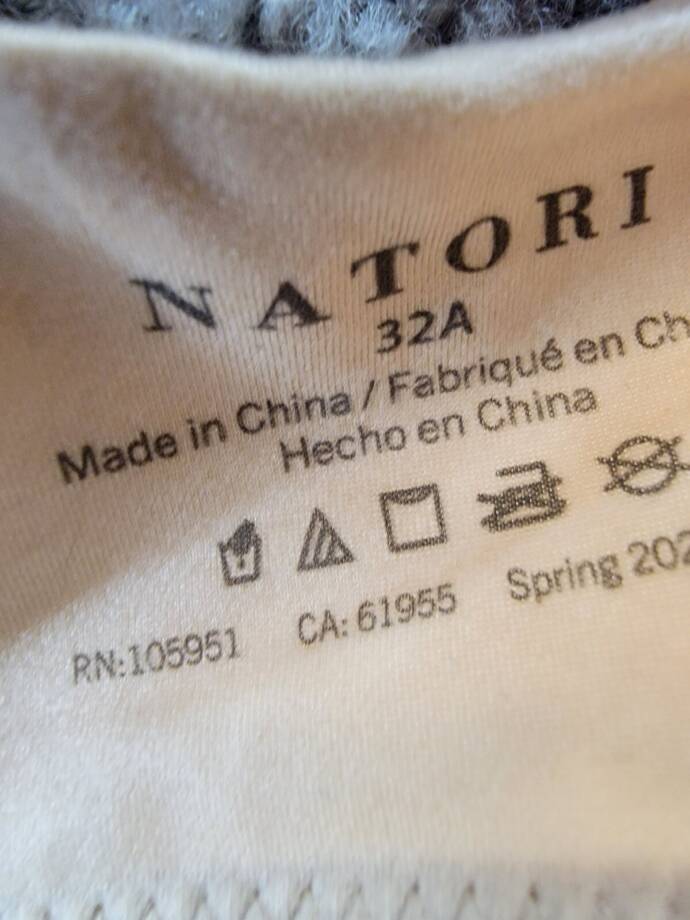 NATORI
32A
Made in China / Fabriqué en Ch
Hecho en China
RN:105951 CA: 61955 Spring 202